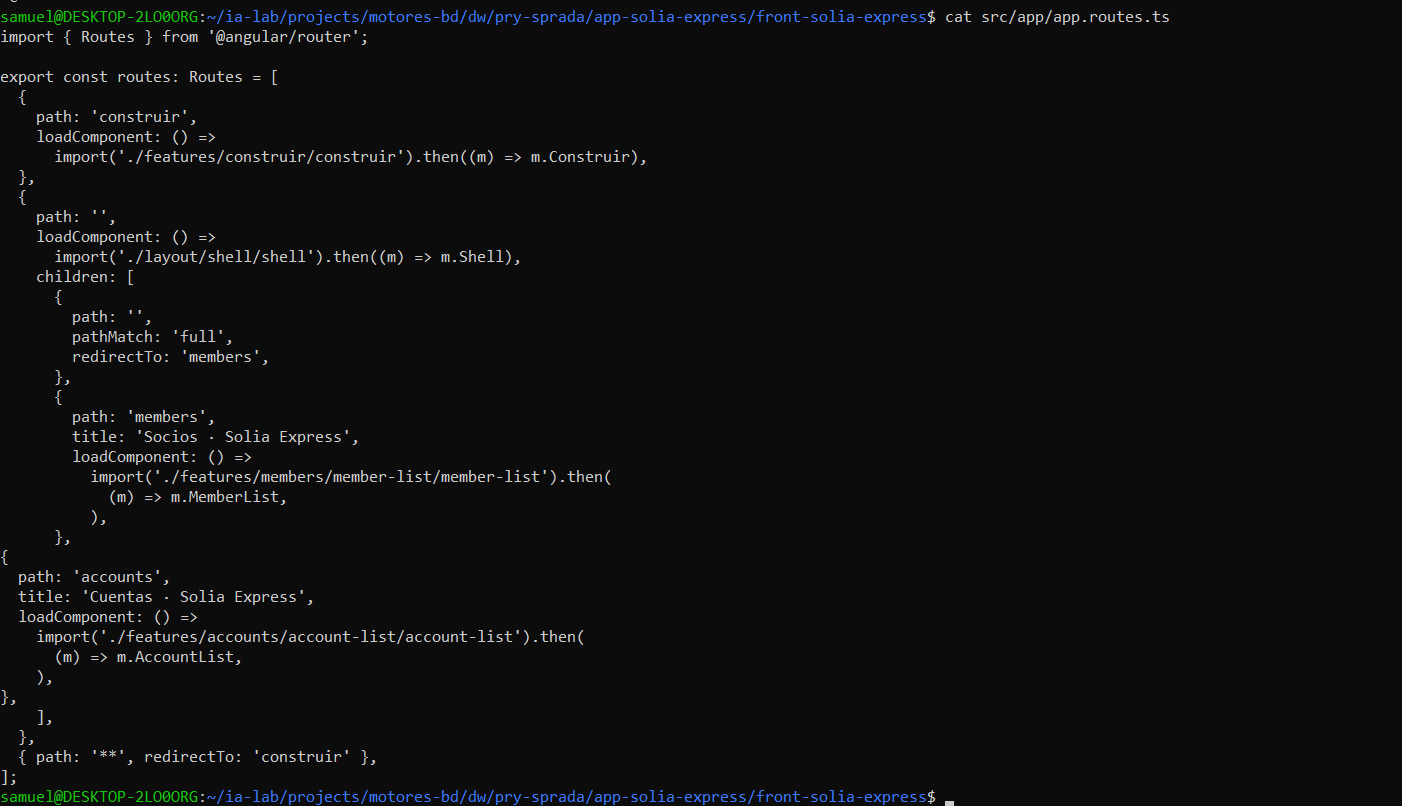 samuel@DESKTOP-2LO0ORG:~/ia-lab/projects/motores-bd/dw/pry-sprada/app-solia-express/front-solia-express$ cat src/app/app.routes.ts
import { Routes } from '@angular/router';

export const routes: Routes = [
  {
    path: 'construir',
    loadComponent: () =>
      import('./features/construir/construir').then((m) => m.Construir),
  },
  {
    path: '',
    loadComponent: () =>
      import('./layout/shell/shell').then((m) => m.Shell),
    children: [
      {
        path: '',
        pathMatch: 'full',
        redirectTo: 'members',
      },
      {
        path: 'members',
        title: 'Socios · Solia Express',
        loadComponent: () =>
          import('./features/members/member-list/member-list').then(
            (m) => m.MemberList,
          ),
      },
{
  path: 'accounts',
  title: 'Cuentas · Solia Express',
  loadComponent: () =>
    import('./features/accounts/account-list/account-list').then(
      (m) => m.AccountList,
    ),
},
    ],
  },
  { path: '**', redirectTo: 'construir' },
];
samuel@DESKTOP-2LO0ORG:~/ia-lab/projects/motores-bd/dw/pry-sprada/app-solia-express/front-solia-express$